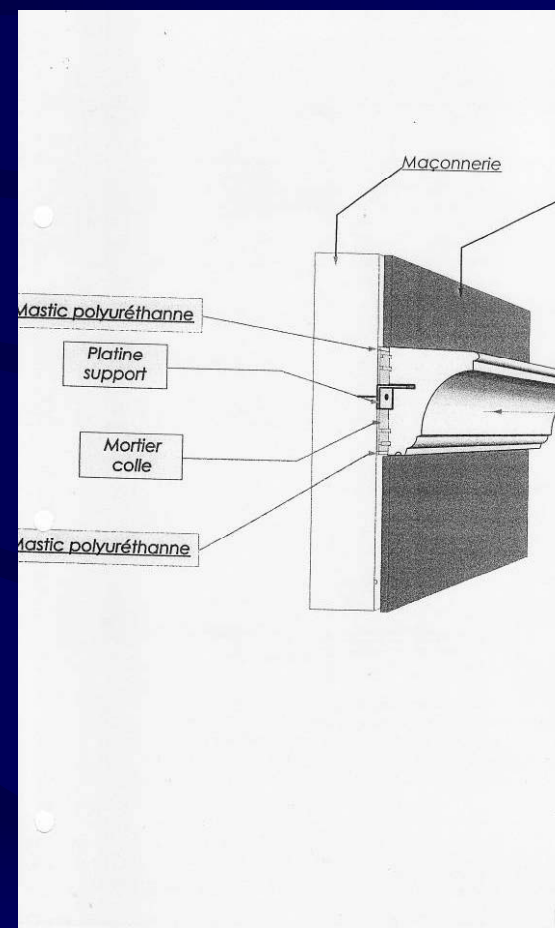 Maçonnerie
Mastic polyuréthanne
Platine
support
Mortier
colle
Mastic polyuréthanne